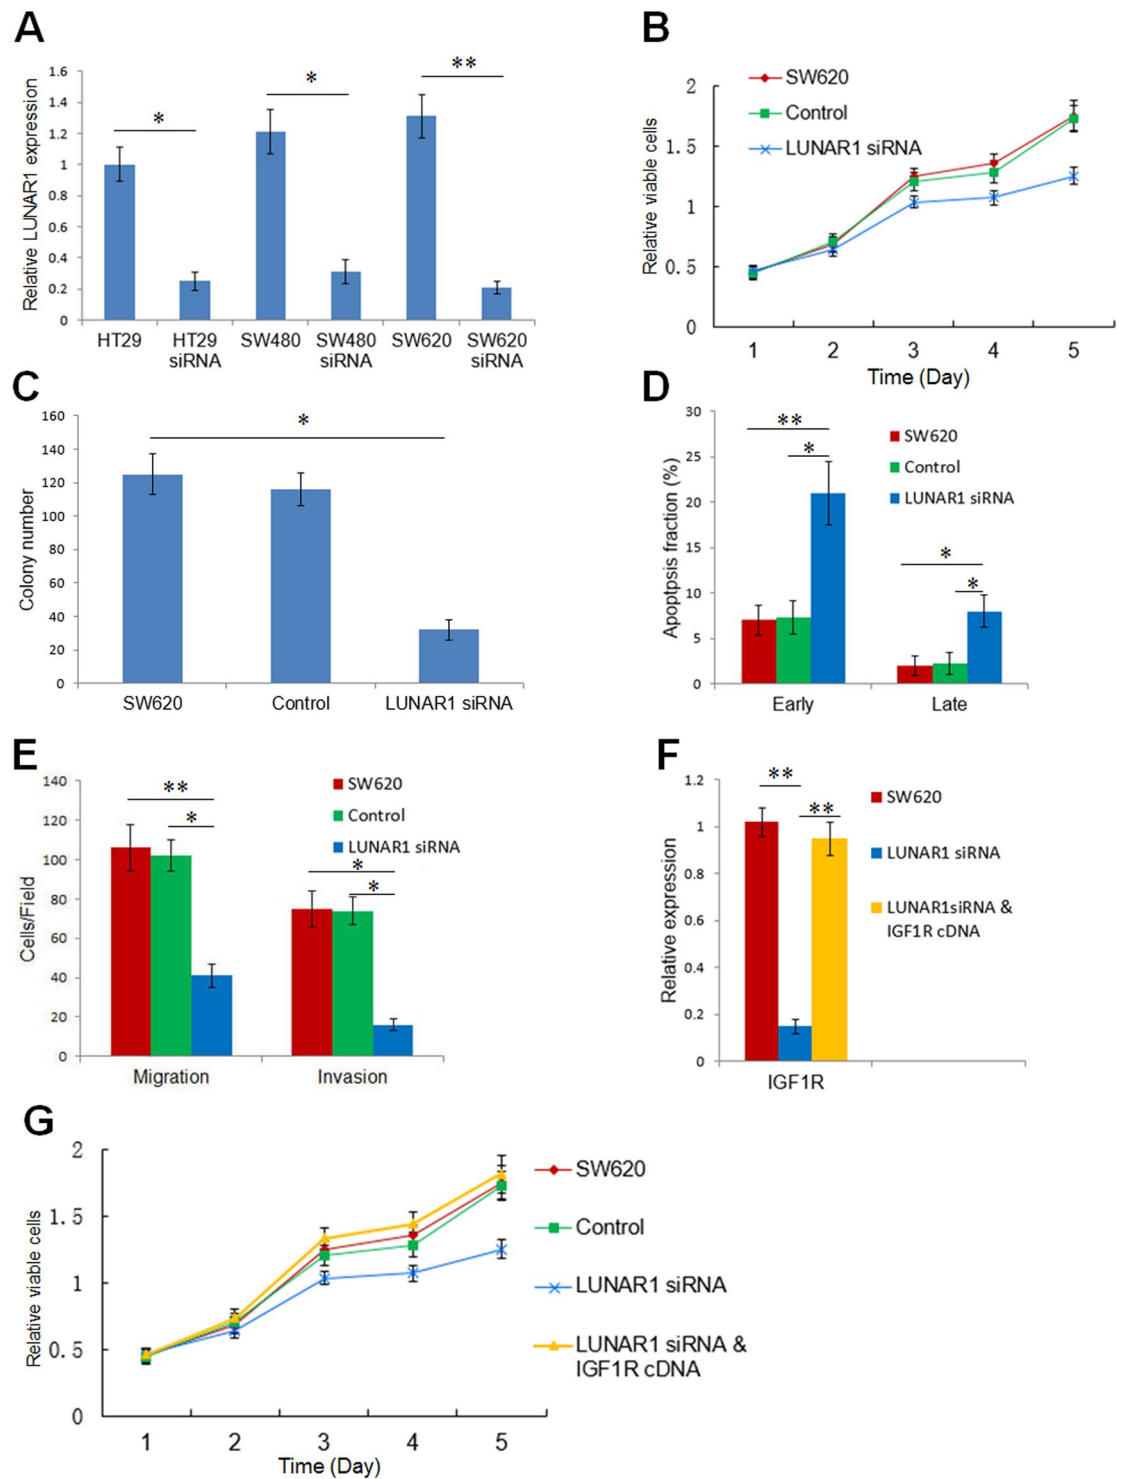 A
Relative LUNAR1 expression
1.6
1.4
1.2
1
0.8
0.6
0.4
0.2
0
*
*
**
HT29
HT29 siRNA
SW480
SW480 siRNA
SW620
SW620 siRNA
B
Relative viable cells
2
1.5
1
0.5
0
SW620
Control
LUNAR1 siRNA
1 2 3 4 5
Time (Day)
C
Colony number
160
140
120
100
80
60
40
20
0
*
SW620 Control LUNAR1 siRNA
D
Apoptpsis fraction (%)
30
25
20
15
10
5
0
**
*
*
*
SW620
Control
LUNAR1 siRNA
Early Late
E
Cells/Field
140
120
100
80
60
40
20
0
**
*
*
*
SW620
Control
LUNAR1 siRNA
Migration Invasion
F
Relative expression
1.2
1
0.8
0.6
0.4
0.2
0
**
**
SW620
LUNAR1 siRNA
LUNAR1siRNA &
IGF1R cDNA
IGF1R
G
Relative viable cells
2
1.5
1
0.5
0
SW620
Control
LUNAR1 siRNA
LUNAR1 siRNA &
IGF1R cDNA
1 2 3 4 5
Time (Day)